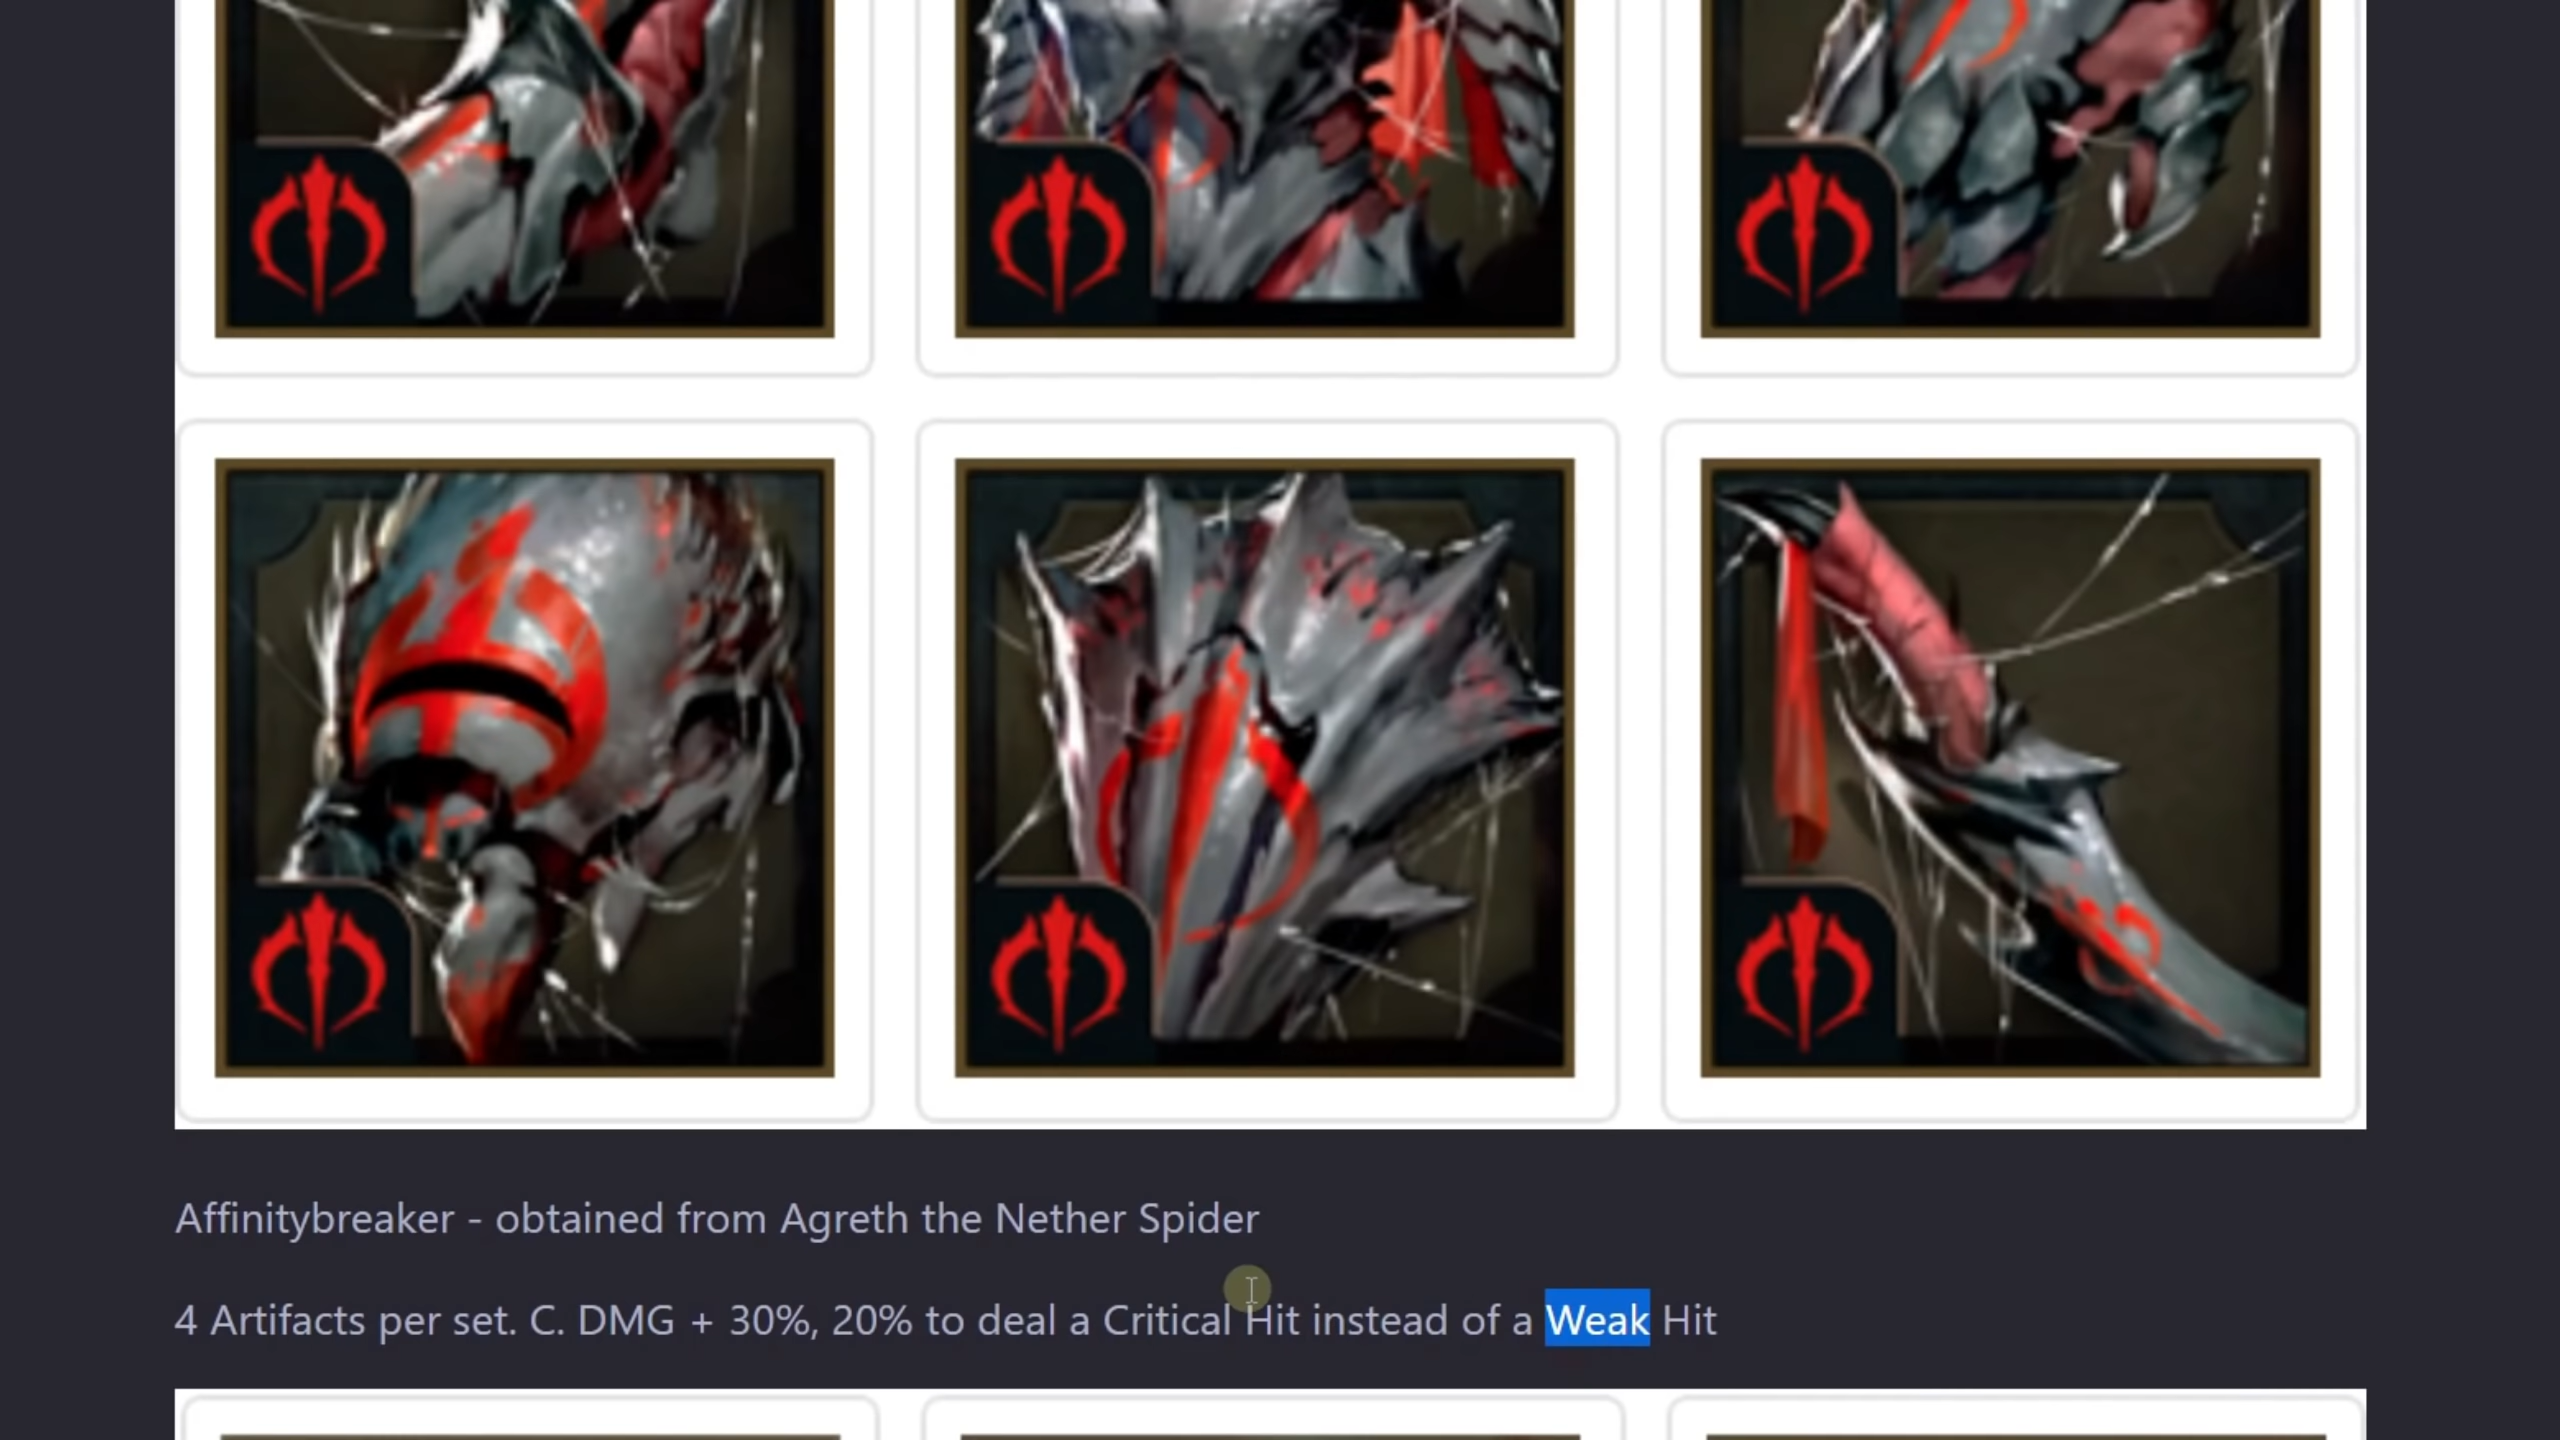 Affinitybreaker - obtained from Agreth the Nether Spider
4 Artifacts per set. C. DMG + 30%, 20% to deal a Critical Hit instead of a Weak Hit